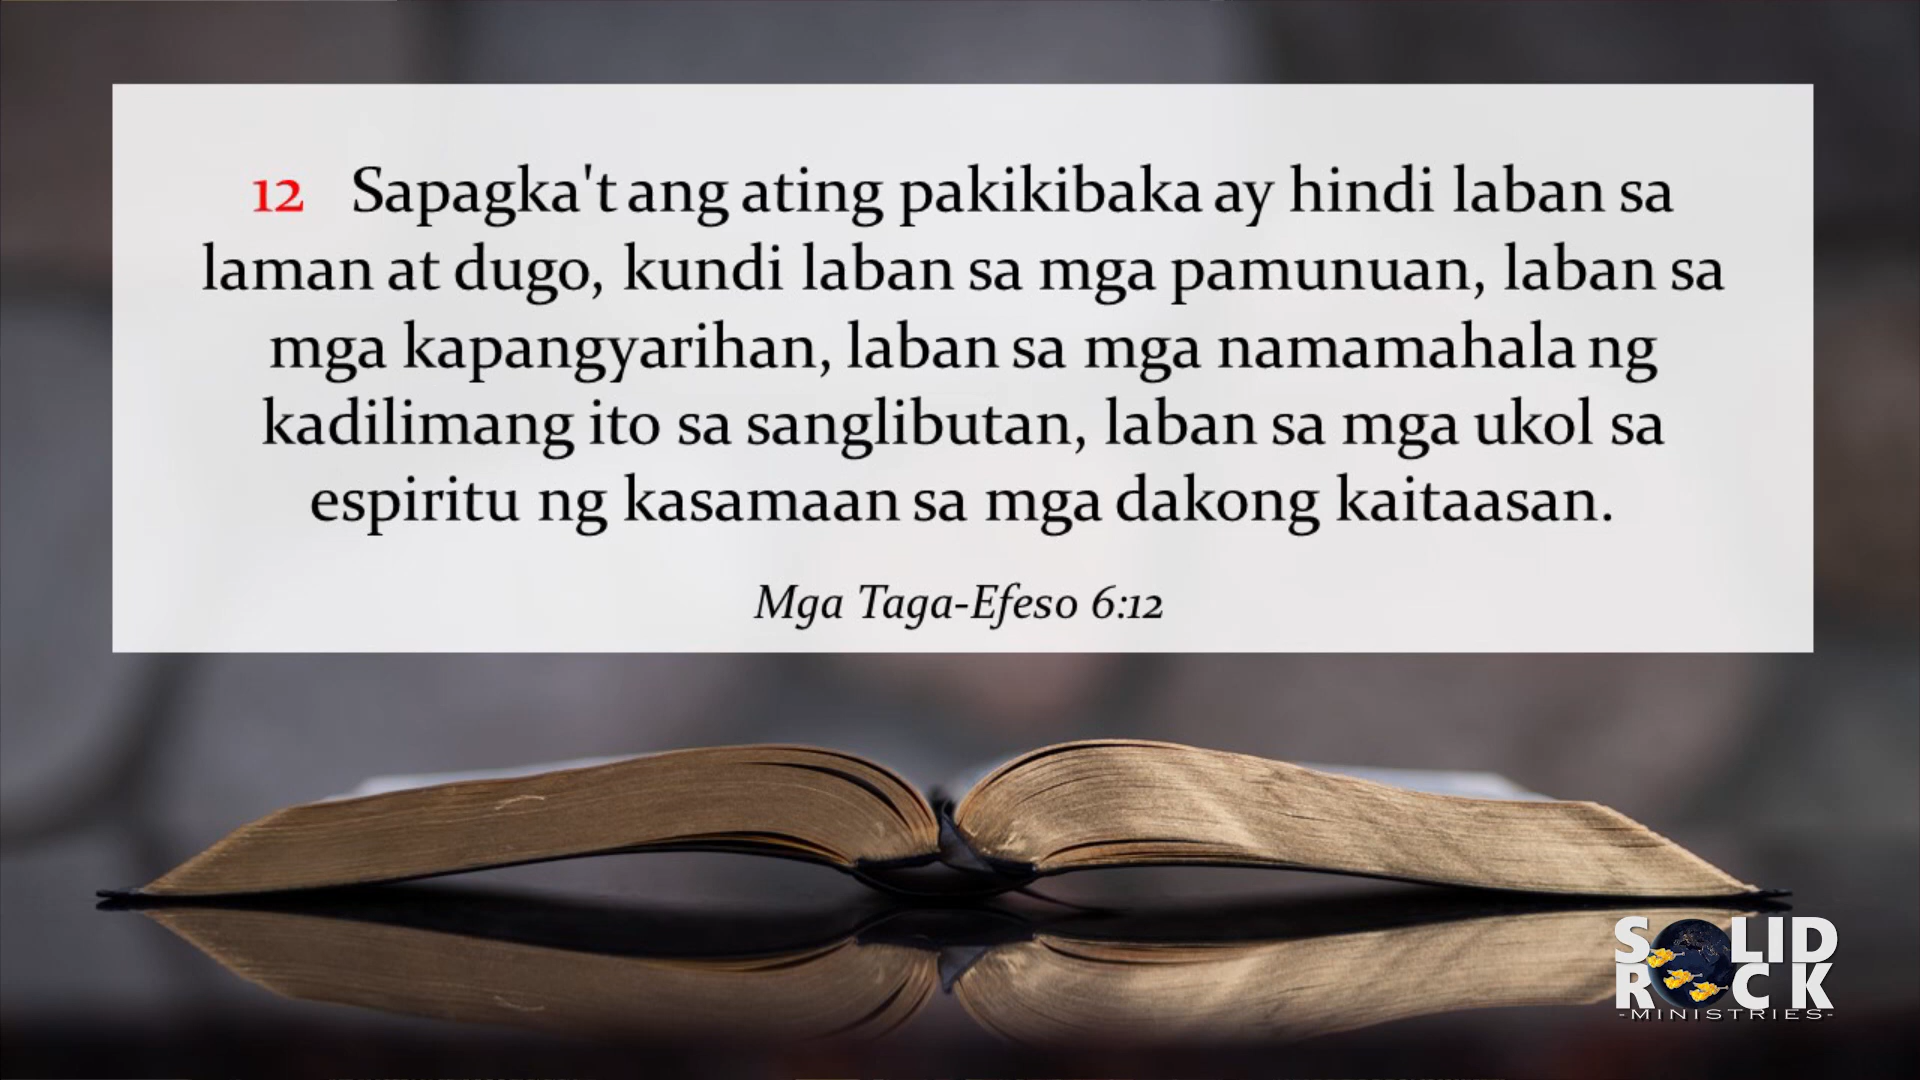 12 Sapagka't ang ating pakikibaka ay hindi laban sa
laman at dugo, kundi laban sa mga pamunuan, laban sa
mga kapangyarihan, laban sa mga namamahala ng
kadilimang ito sa sanglibutan, laban sa mga ukol sa
espiritu ng kasamaan sa mga dakong kaitaasan.
Mga Taga-Efeso 6:12
SOLID
ROCK
-MINISTRIES-